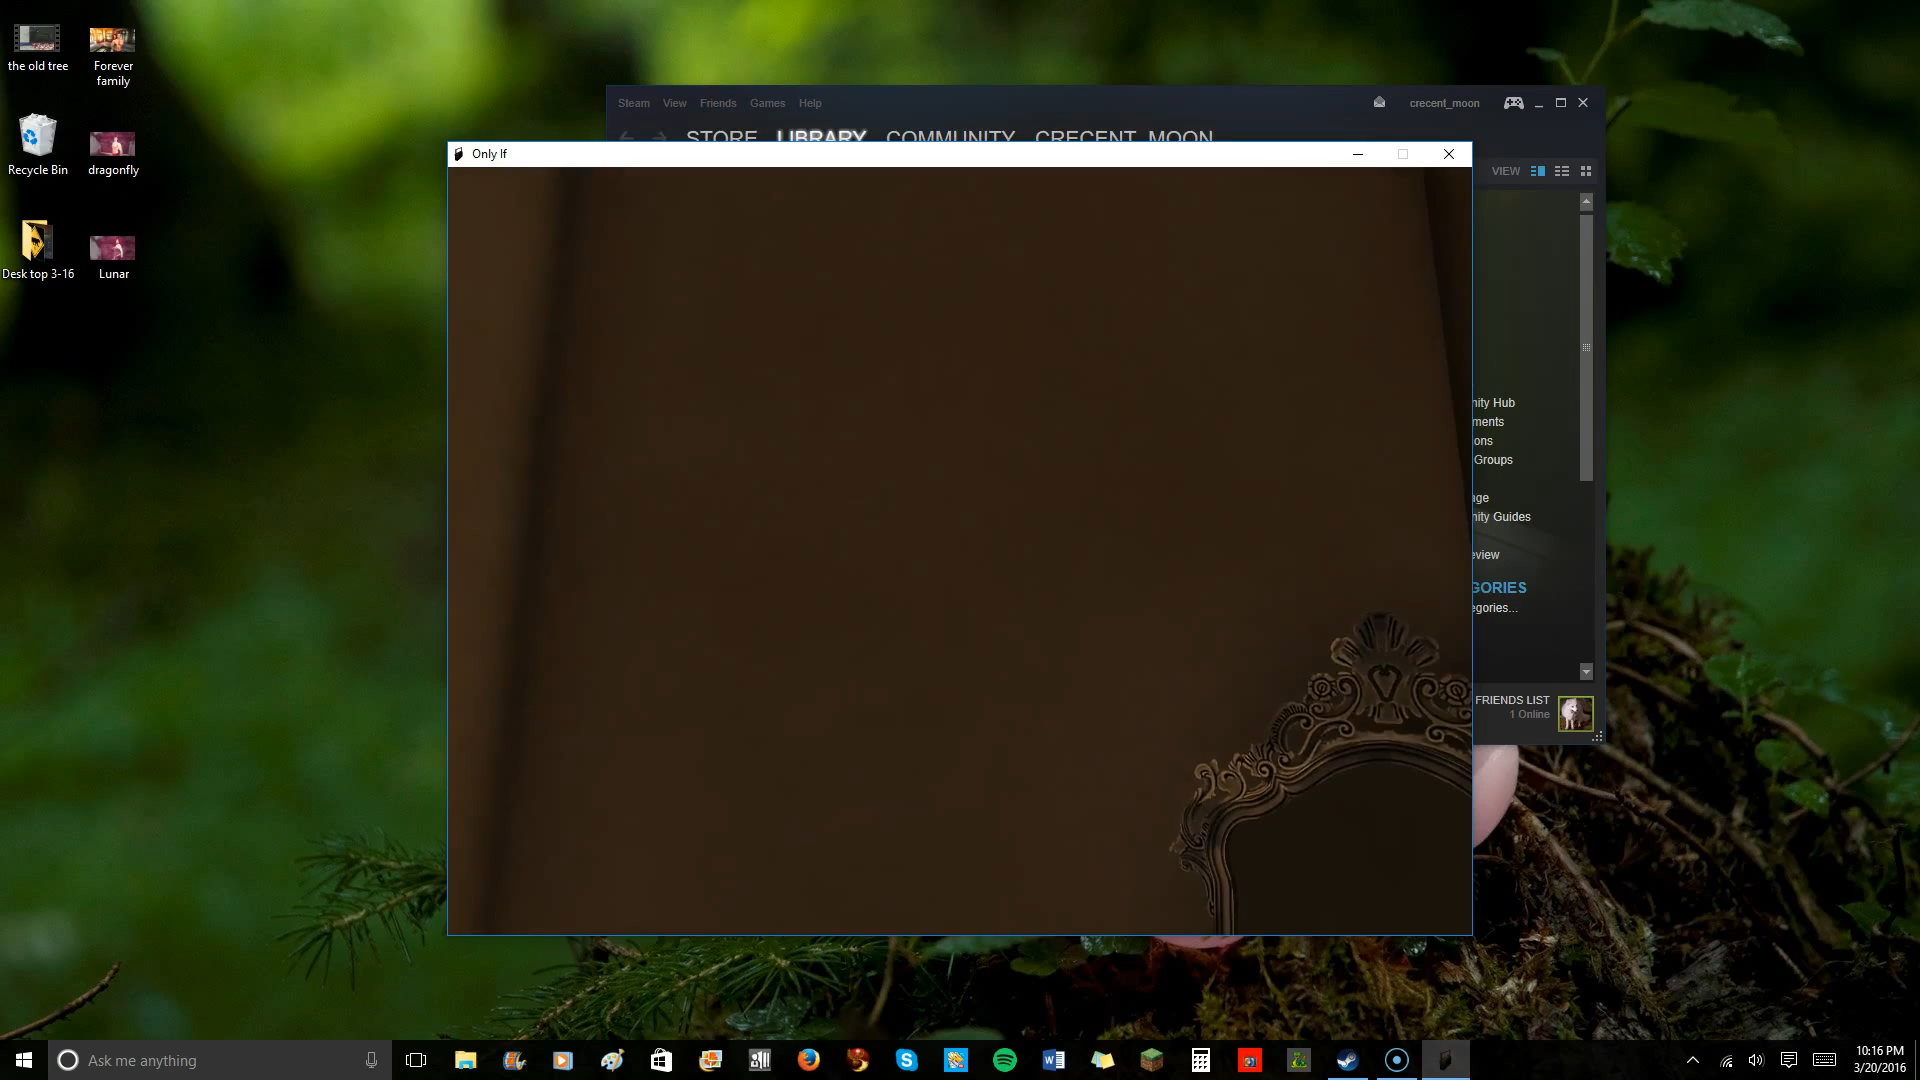 the old tree
Forever
family
Recycle Bin
dragonfly
Desk top 3-16
Lunar
Steam View Friends Games Help
crecent_moon
STORE LIBRARY COMMUNITY CRECENT_MOON
Only If
VIEW
nity Hub
ments
ons
Groups
age
nity Guides
eview
GORIES
egories...
FRIENDS LIST
1 Online
Ask me anything
10:16 PM
3/20/2016